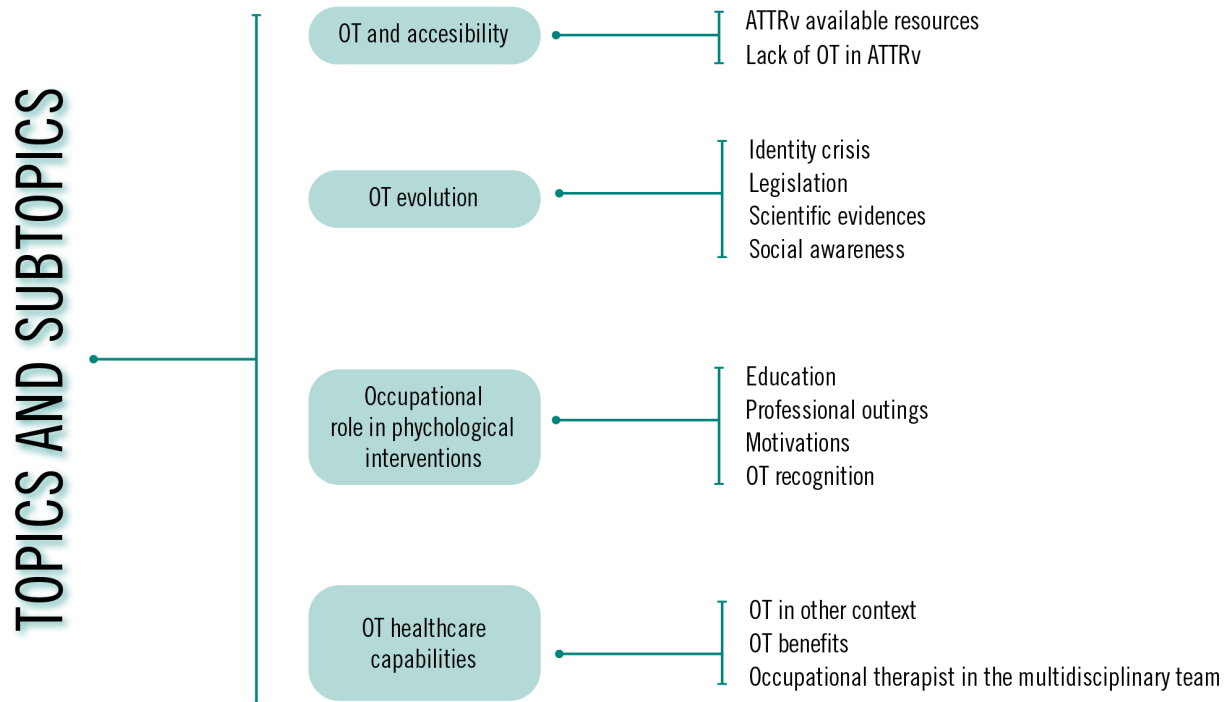 TOPICS AND SUBTOPICS
OT and accesibility
ATTRv available resources
Lack of OT in ATTRv
OT evolution
Identity crisis
Legislation
Scientific evidences
Social awareness
Occupational
role in phychological
interventions
Education
Professional outings
Motivations
OT recognition
OT healthcare
capabilities
OT in other context
OT benefits
Occupational therapist in the multidisciplinary team